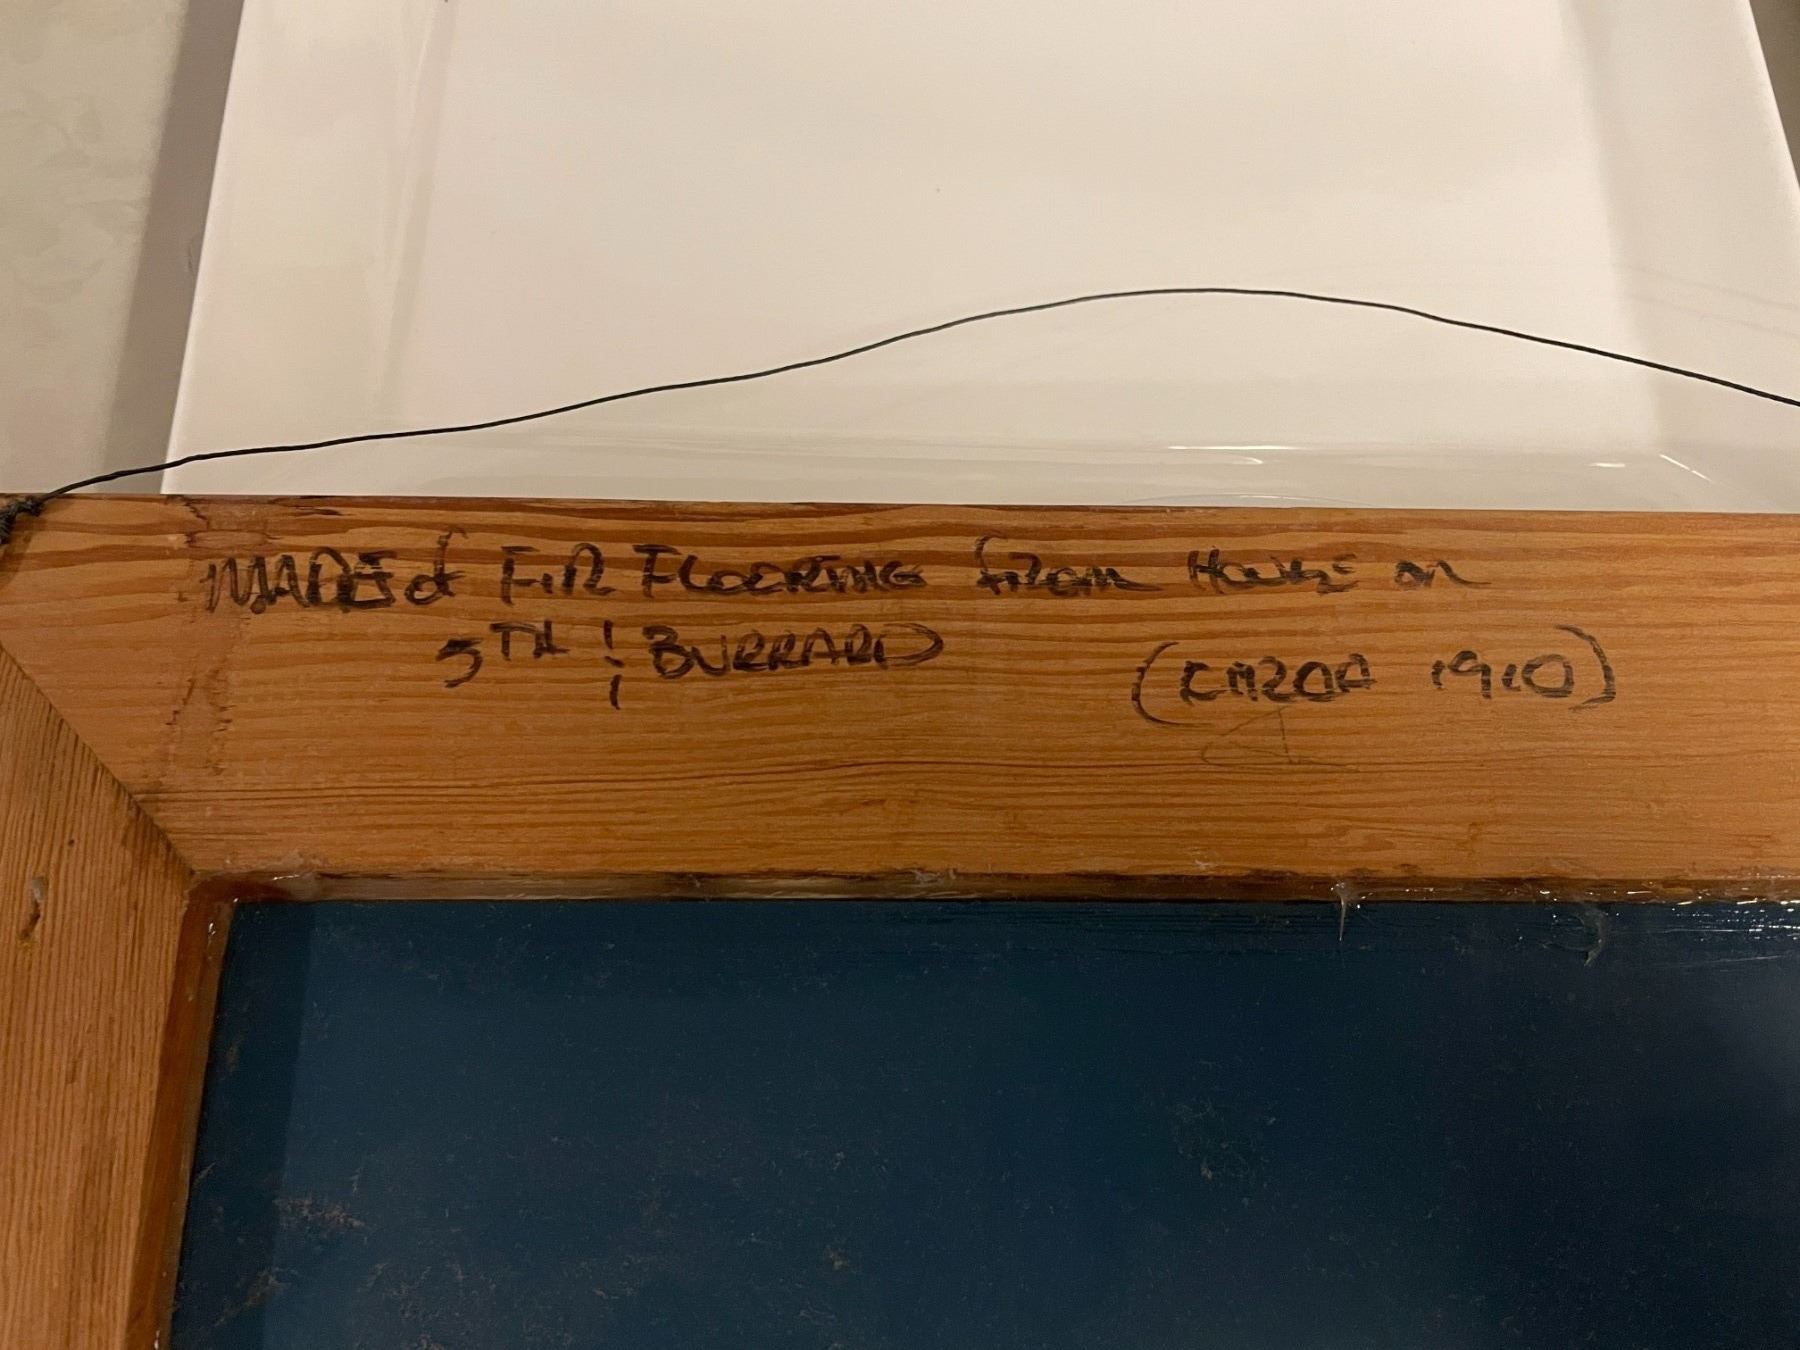 MADE of FIR FLOORING from House on
5TH & BURRARD
(CIRCA 1910)